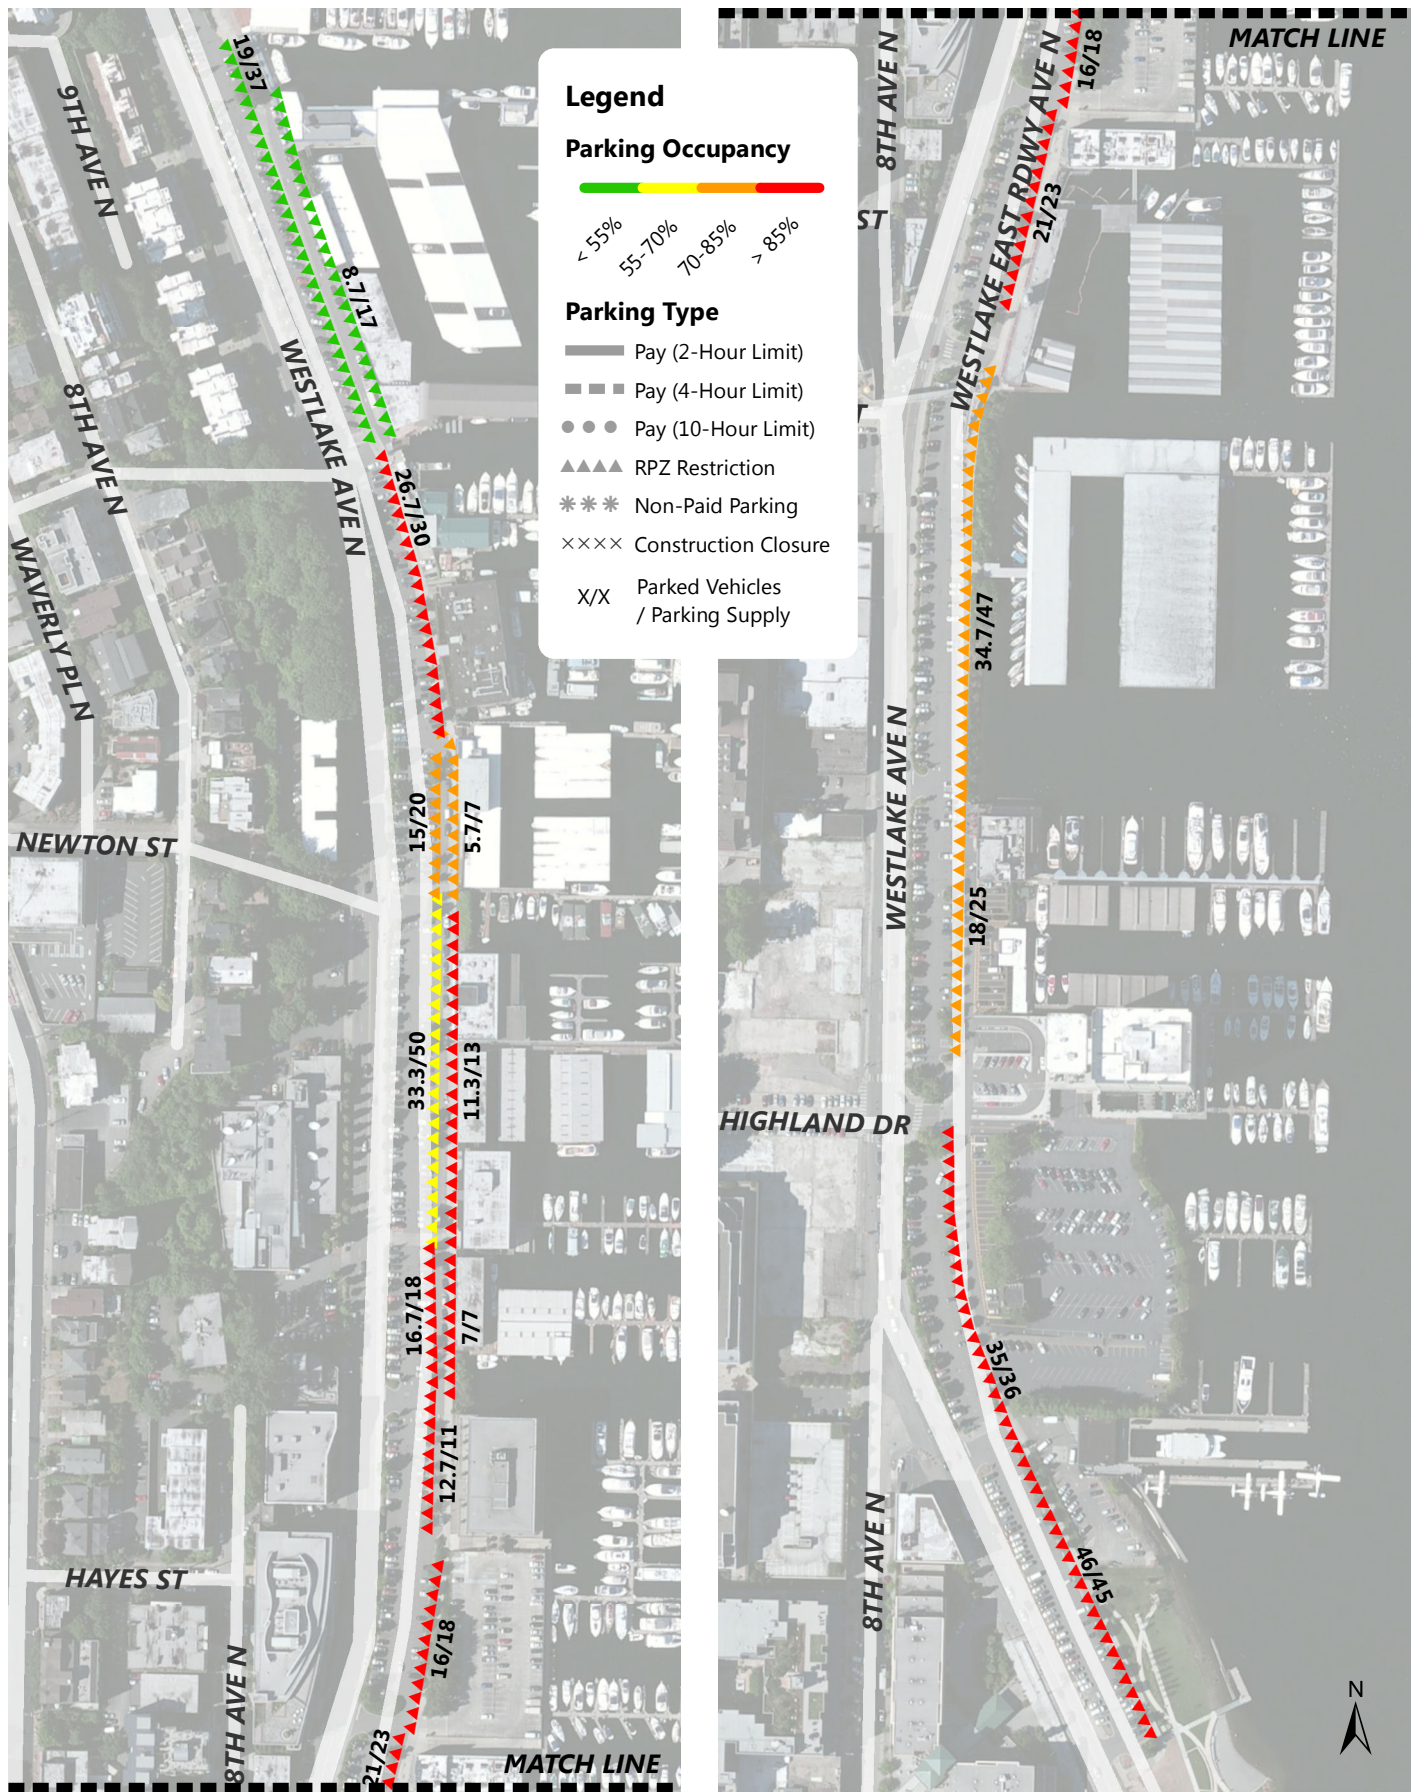 19/37
9TH AVE N
8.7/17
WESTLAKE AVE N
8TH AVE N
26.7/30
WAVERLY PL N
15/20
5.7/7
NEWTON ST
33.3/50
11.3/13
16.7/18
7/7
12.7/11
HAYES ST
16/18
8TH AVE N
21/23
MATCH LINE
Legend
Parking Occupancy
< 55%
55-70%
70-85%
> 85%
Parking Type
Pay (2-Hour Limit)
Pay (4-Hour Limit)
Pay (10-Hour Limit)
RPZ Restriction
Non-Paid Parking
Construction Closure
X/X
Parked Vehicles
/ Parking Supply
MATCH LINE
8TH AVE N
16/18
WESTLAKE EAST RDWY AVE N
21/23
ST
T
34.7/47
WESTLAKE AVE N
18/25
HIGHLAND DR
35/36
8TH AVE N
46/45
N